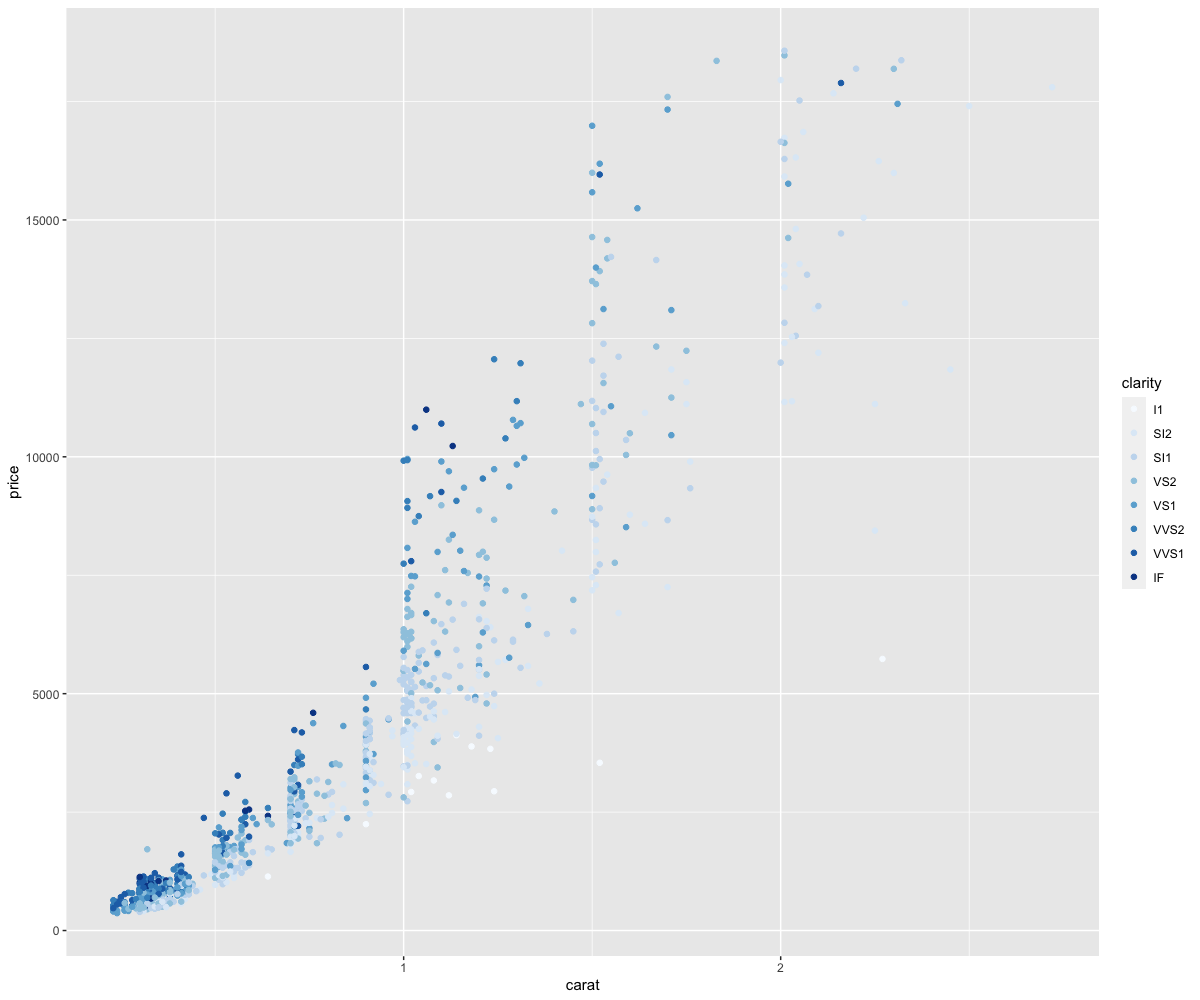 15000
10000
5000
0
1
2
carat
price
clarity
I1
SI2
SI1
VS2
VS1
VVS2
VVS1
IF